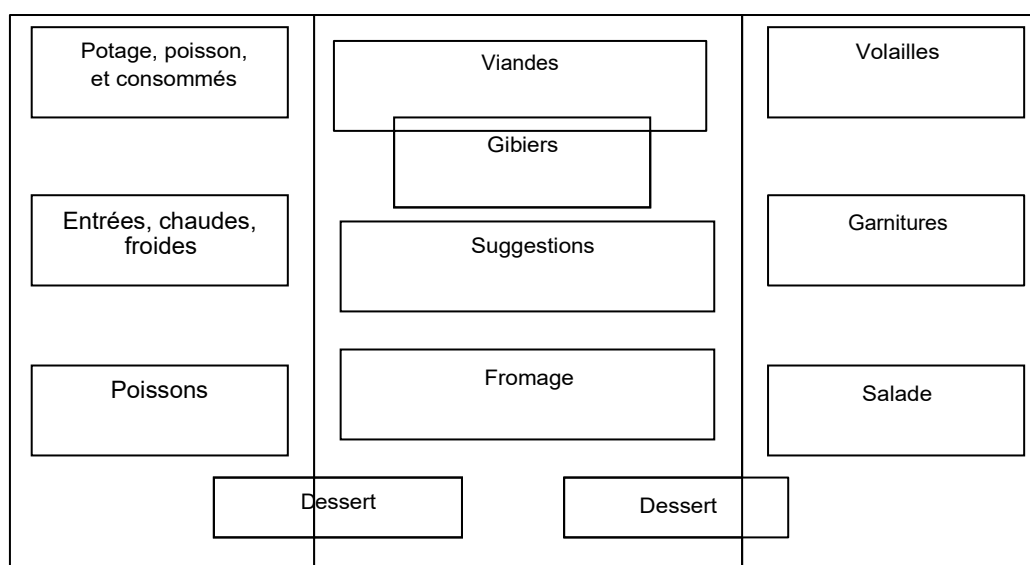 Potage, poisson,
et consommés
Entrées, chaudes,
froides
Poissons
Viandes
Gibiers
Suggestions
Fromage
Volailles
Garnitures
Salade
Dessert
Dessert